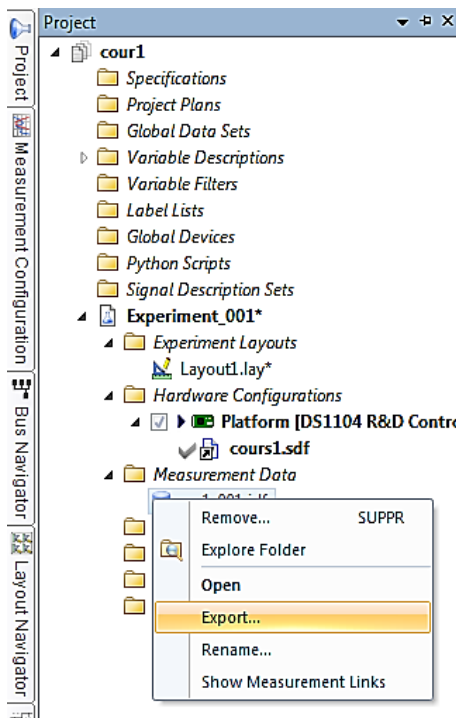 Project
Measurement Configuration
Bus Navigator
Layout Navigator
Project
cour1
Specifications
Project Plans
Global Data Sets
Variable Descriptions
Variable Filters
Label Lists
Global Devices
Python Scripts
Signal Description Sets
Experiment_001*
Experiment Layouts
Layout1.lay*
Hardware Configurations
Platform [DS1104 R&D Contro
cours1.sdf
Measurement Data
Remove... SUPPR
Explore Folder
Open
Export...
Rename...
Show Measurement Links